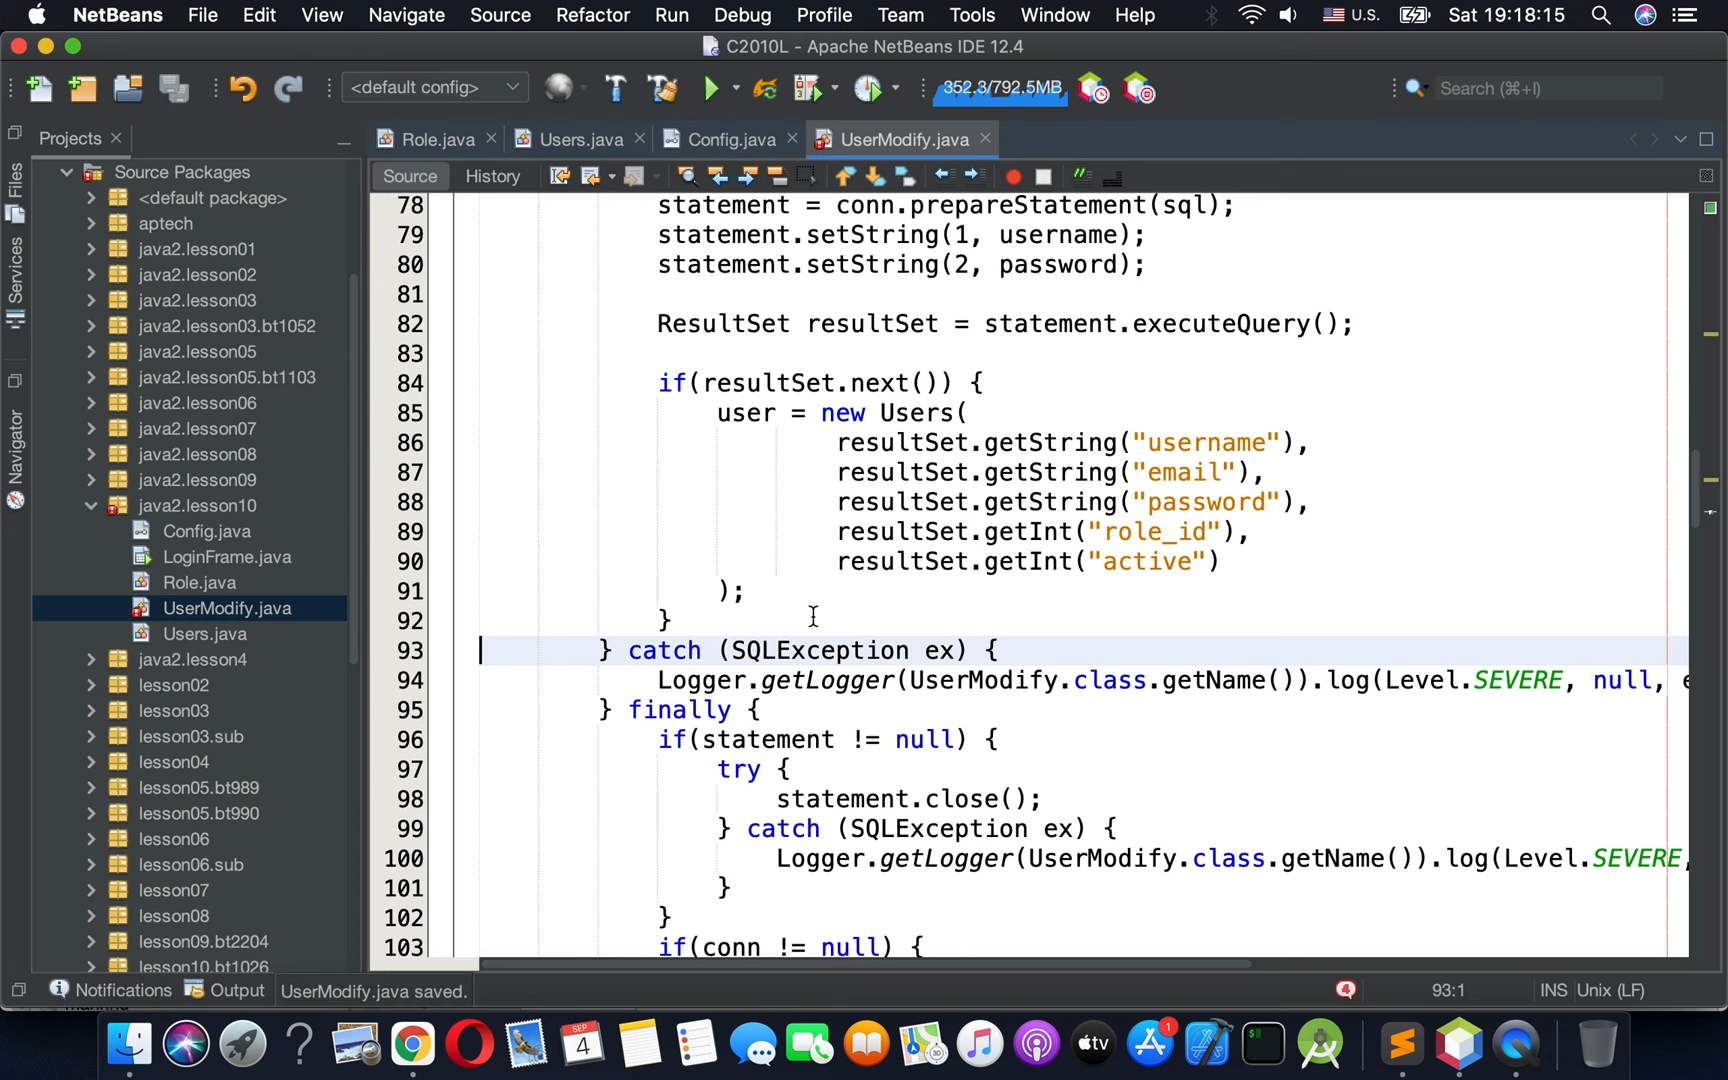 NetBeans File Edit View Navigate Source Refactor Run Debug Profile Team Tools Window Help U.S. Sat 19:18:15
C2010L - Apache NetBeans IDE 12.4
<default config> 352.3/792.5MB Search (⌘+I)
Projects Role.java Users.java Config.java UserModify.java
Source History
Files
Services
Navigator
Source Packages
<default package>
aptech
java2.lesson01
java2.lesson02
java2.lesson03
java2.lesson03.bt1052
java2.lesson05
java2.lesson05.bt1103
java2.lesson06
java2.lesson07
java2.lesson08
java2.lesson09
java2.lesson10
Config.java
LoginFrame.java
Role.java
UserModify.java
Users.java
java2.lesson4
lesson02
lesson03
lesson03.sub
lesson04
lesson05.bt989
lesson05.bt990
lesson06
lesson06.sub
lesson07
lesson08
lesson09.bt2204
lesson10.bt1026
78 statement = conn.prepareStatement(sql);
79 statement.setString(1, username);
80 statement.setString(2, password);
81
82 ResultSet resultSet = statement.executeQuery();
83
84 if(resultSet.next()) {
85 user = new Users(
86 resultSet.getString("username"),
87 resultSet.getString("email"),
88 resultSet.getString("password"),
89 resultSet.getInt("role_id"),
90 resultSet.getInt("active")
91 );
92 }
93 } catch (SQLException ex) {
94 Logger.getLogger(UserModify.class.getName()).log(Level.SEVERE, null, e
95 } finally {
96 if(statement != null) {
97 try {
98 statement.close();
99 } catch (SQLException ex) {
100 Logger.getLogger(UserModify.class.getName()).log(Level.SEVERE,
101 }
102 }
103 if(conn != null) {
Notifications Output UserModify.java saved. 4 93:1 INS Unix (LF)
SEP
4
tv
1